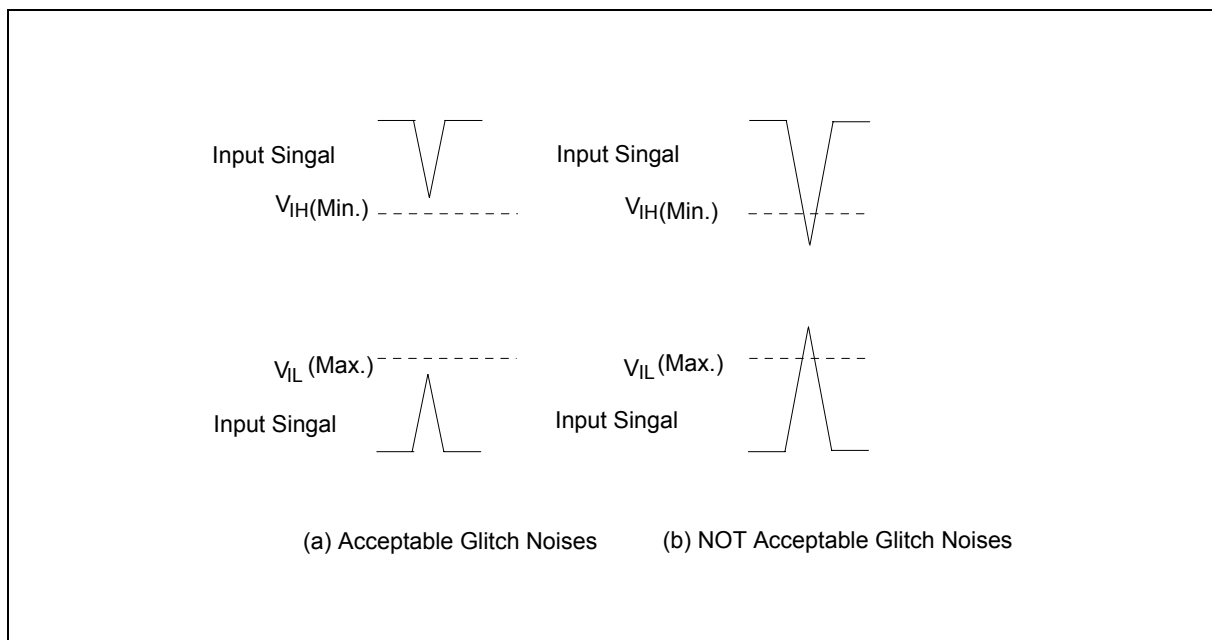 Input Singal
Input Singal
VIH(Min.)
VIH(Min.)
VIL (Max.)
VIL (Max.)
Input Singal
Input Singal
(a) Acceptable Glitch Noises
(b) NOT Acceptable Glitch Noises